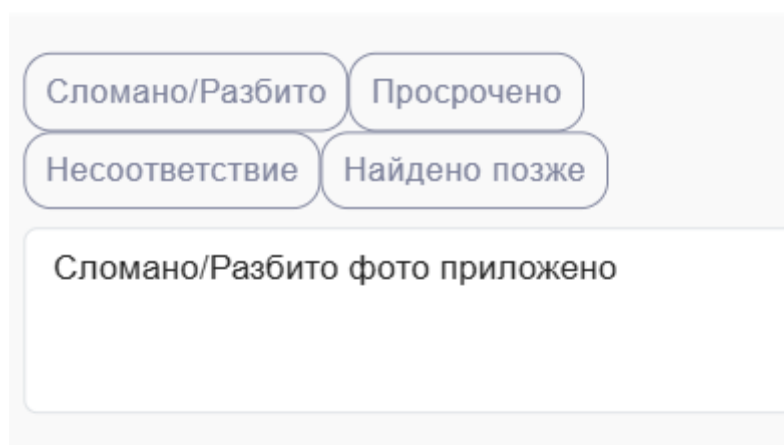 Сломано/Разбито Просрочено
Несоответствие Найдено позже
Сломано/Разбито фото приложено